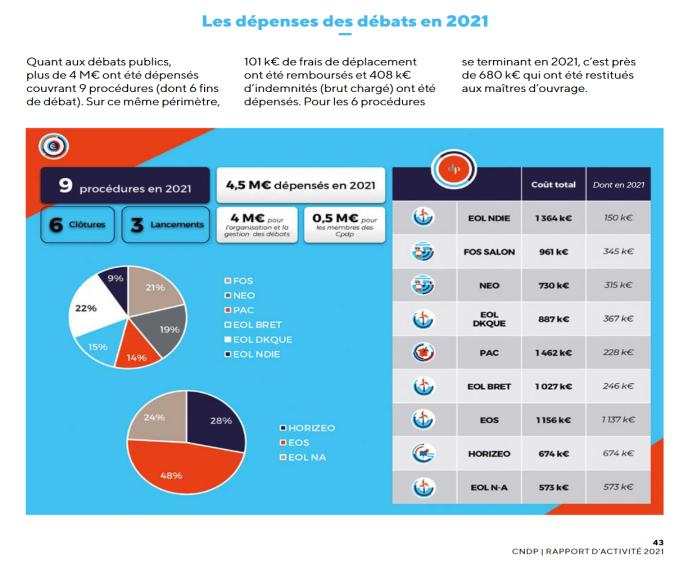 Les dépenses des débats en 2021
Quant aux débats publics,
plus de 4 M€ ont été dépensés
couvrant 9 procédures (dont 6 fins
de débat). Sur ce même périmètre,
101 k€ de frais de déplacement
ont été remboursés et 408 k€
d'indemnités (brut chargé) ont été
dépensés. Pour les 6 procédures
se terminant en 2021, c'est près
de 680 k€ qui ont été restitués
aux maîtres d'ouvrage.
9 procédures en 2021
4,5 M€ dépensés en 2021
6 Clôtures
3 Lancements
4 M€ pour
l'organisation et la
gestion des débats
0,5 M€ pour
les membres des
Cpdp
9%
21%
22%
19%
15%
14%
FOS
NEO
PAC
EOL BRET
EOL DKQUE
EOL NDIE
24%
28%
48%
HORIZEO
EOS
EOL NA
dp
Coût total Dont en 2021
EOL NDIE 1 364 k€ 150 k€
FOS SALON 961 k€ 345 k€
NEO 730 k€ 315 k€
EOL
DKQUE 887 k€ 367 k€
PAC 1 462 k€ 228 k€
EOL BRET 1 027 k€ 246 k€
EOS 1 156 k€ 1 137 k€
HORIZEO 674 k€ 674 k€
EOL N-A 573 k€ 573 k€
43
CNDP | RAPPORT D'ACTIVITÉ 2021